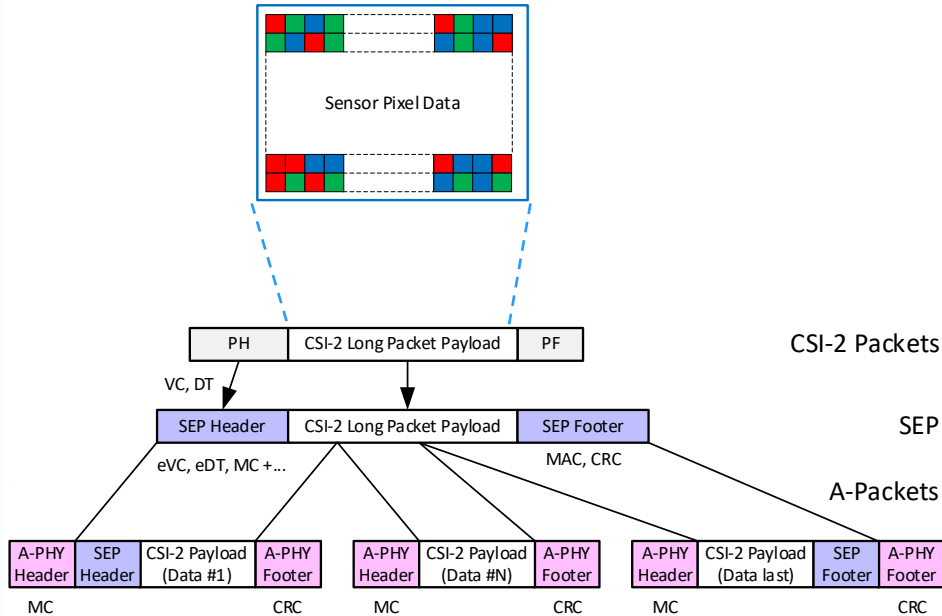 Sensor Pixel Data
PH
CSI-2 Long Packet Payload
PF
CSI-2 Packets
VC, DT
SEP Header
CSI-2 Long Packet Payload
SEP Footer
SEP
eVC, eDT, MC +...
MAC, CRC
A-Packets
A-PHY
Header
SEP
Header
CSI-2 Payload
(Data #1)
A-PHY
Footer
A-PHY
Header
CSI-2 Payload
(Data #N)
A-PHY
Footer
A-PHY
Header
CSI-2 Payload
(Data last)
SEP
Footer
A-PHY
Footer
MC
CRC
MC
CRC
MC
CRC